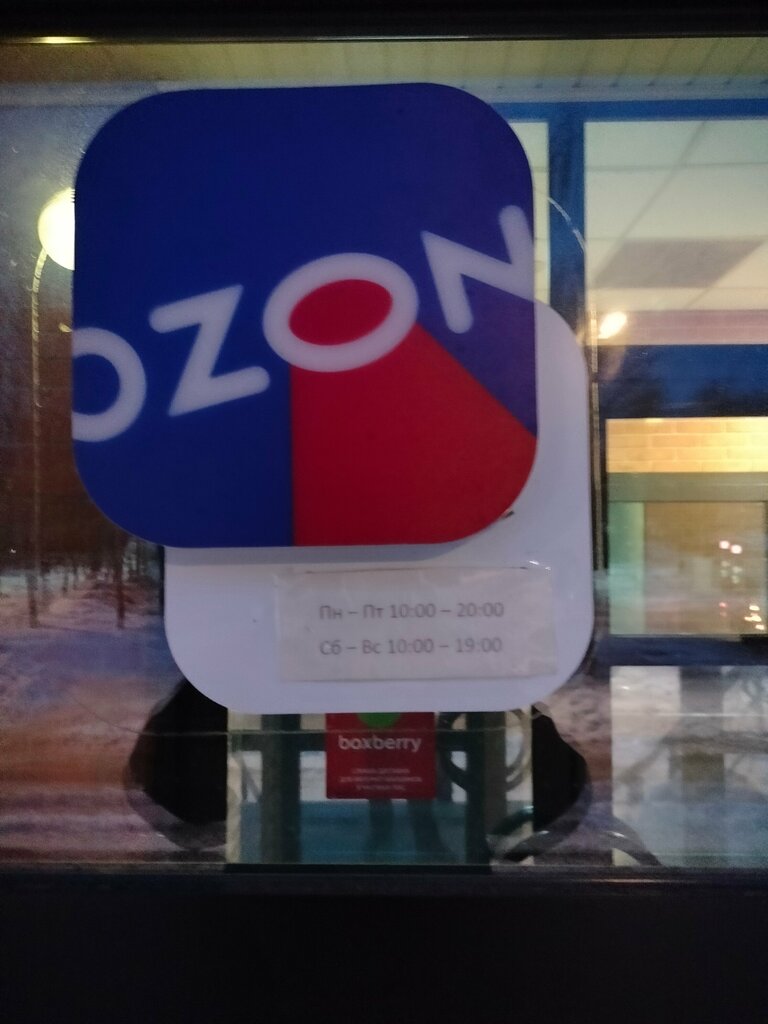 OZON
Пн – Пт 10:00 – 20:00
Сб – Вс 10:00 – 19:00
boxberry